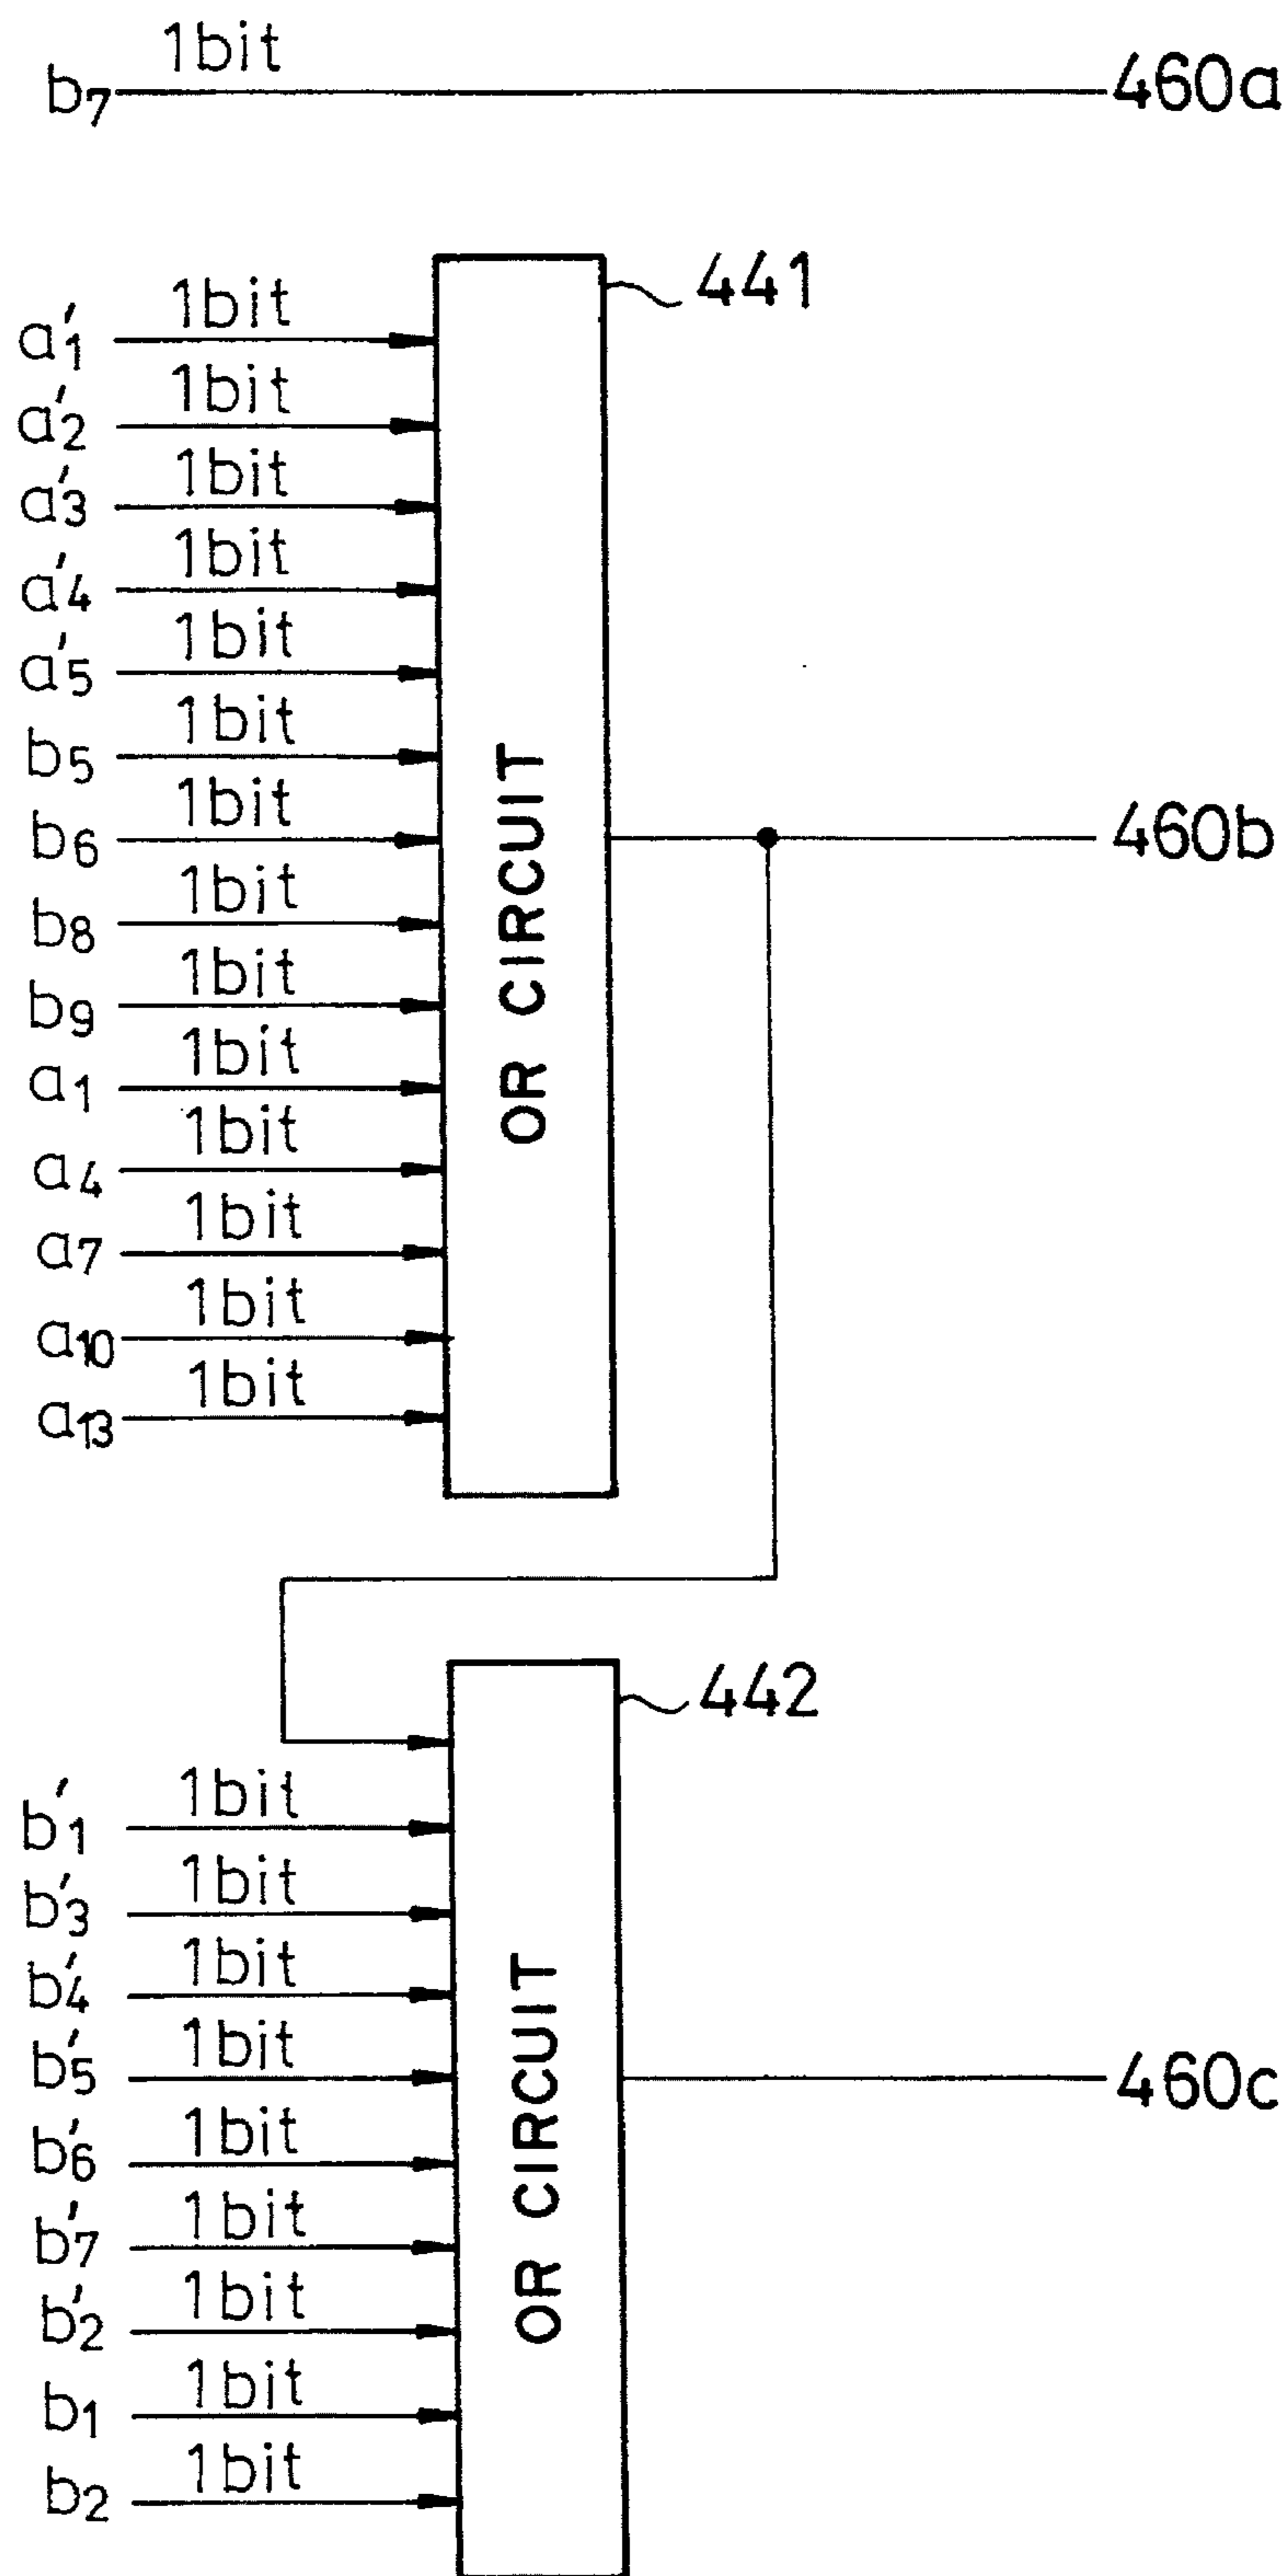 b7 1bit 460a
441
a'1 1bit
a'2 1bit
a'3 1bit
a'4 1bit
a'5 1bit
b5 1bit
b6 1bit
b8 1bit
b9 1bit
a1 1bit
a4 1bit
a7 1bit
a10 1bit
a13 1bit
OR CIRCUIT
460b
442
b'1 1bit
b'3 1bit
b'4 1bit
b'5 1bit
b'6 1bit
b'7 1bit
b'2 1bit
b1 1bit
b2 1bit
OR CIRCUIT
460c